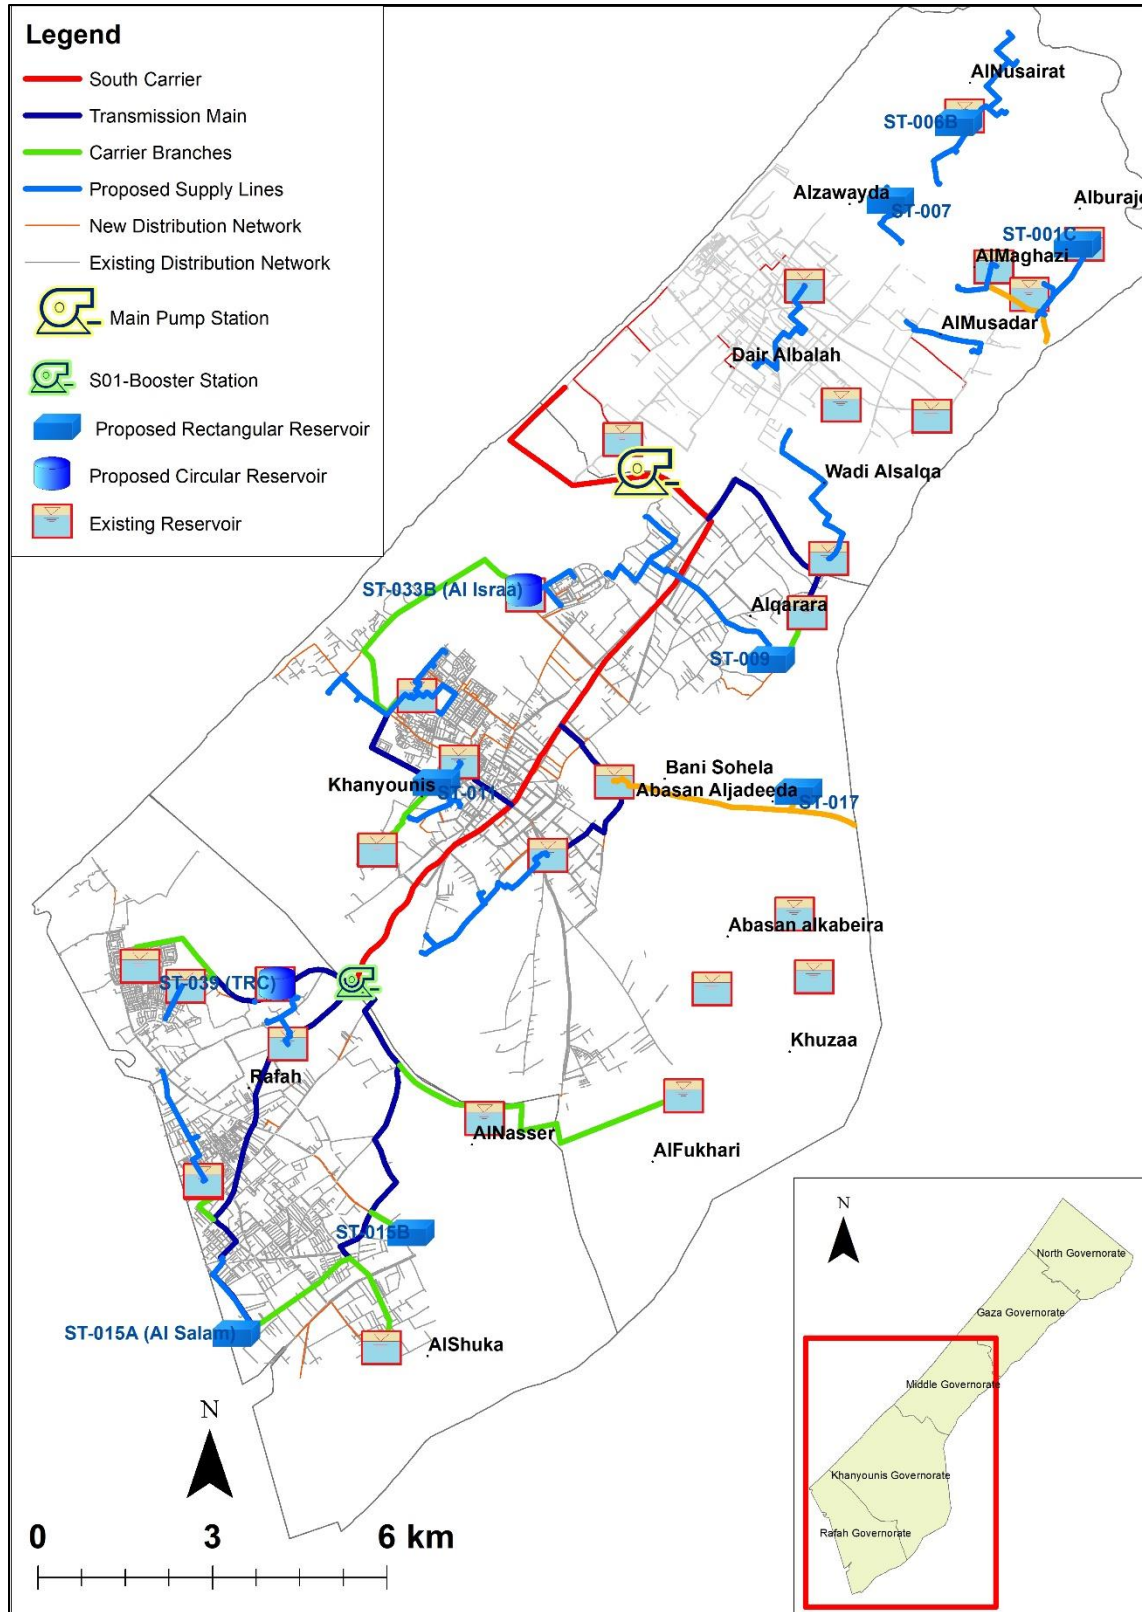 Legend
South Carrier
Transmission Main
Carrier Branches
Proposed Supply Lines
New Distribution Network
Existing Distribution Network
Main Pump Station
S01-Booster Station
Proposed Rectangular Reservoir
Proposed Circular Reservoir
Existing Reservoir
AlNusairat
ST-006B
Alzawayda
ST-007
Alburaje
ST-001C
AlMaghazi
AlMusadar
Dair Albalah
Wadi Alsalqa
ST-033B (Al Israa)
Alqarara
ST-009
Khanyounis
ST-011
Bani Sohela
Abasan Aljadeeda
ST-017
Abasan alkabeira
ST-039 (TRC)
Khuzaa
Rafah
AlNasser
AlFukhari
ST-015B
ST-015A (Al Salam)
AlShuka
N
0 3 6 km
N
North Governorate
Gaza Governorate
Middle Governorate
Khanyounis Governorate
Rafah Governorate